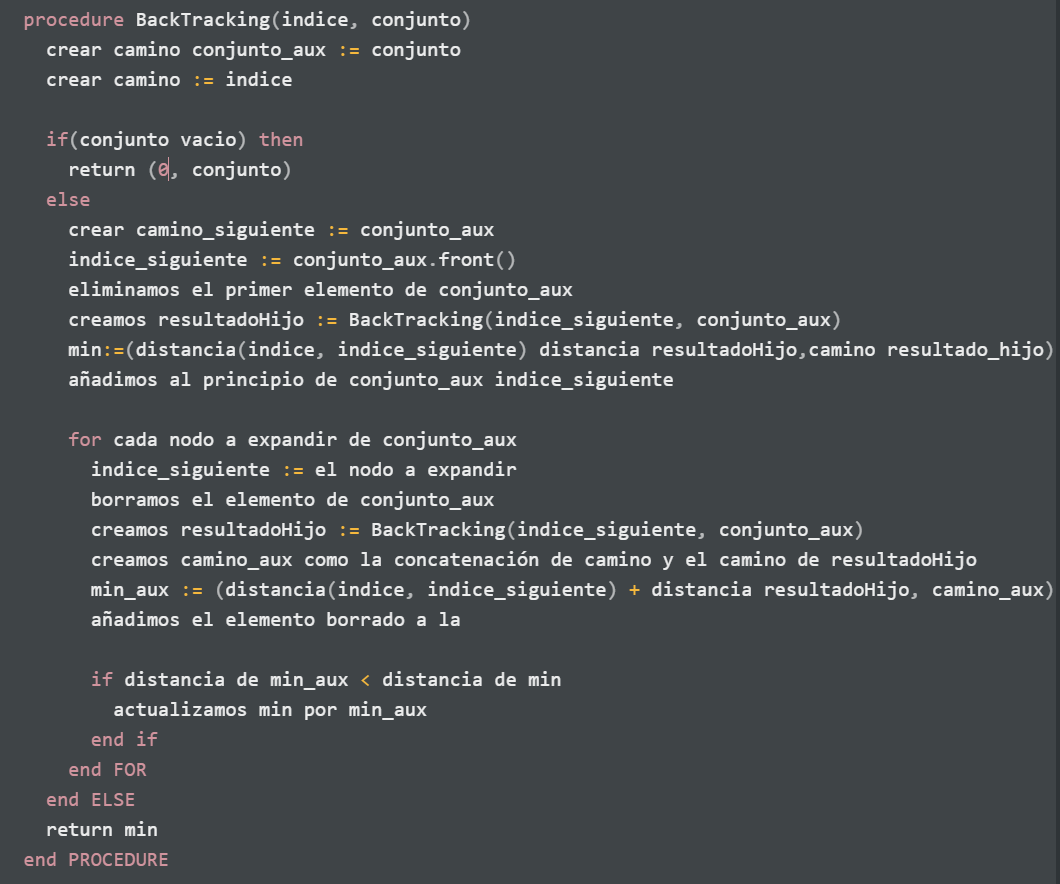 procedure BackTracking(indice, conjunto)
crear camino conjunto_aux := conjunto
crear camino := indice
if(conjunto vacio) then
return (0, conjunto)
else
crear camino_siguiente := conjunto_aux
indice_siguiente := conjunto_aux.front()
eliminamos el primer elemento de conjunto_aux
creamos resultadoHijo := BackTracking(indice_siguiente, conjunto_aux)
min:=(distancia(indice, indice_siguiente) distancia resultadoHijo,camino resultado_hijo)
añadimos al principio de conjunto_aux indice_siguiente
for cada nodo a expandir de conjunto_aux
indice_siguiente := el nodo a expandir
borramos el elemento de conjunto_aux
creamos resultadoHijo := BackTracking(indice_siguiente, conjunto_aux)
creamos camino_aux como la concatenación de camino y el camino de resultadoHijo
min_aux := (distancia(indice, indice_siguiente) + distancia resultadoHijo, camino_aux)
añadimos el elemento borrado a la
if distancia de min_aux < distancia de min
actualizamos min por min_aux
end if
end FOR
end ELSE
return min
end PROCEDURE